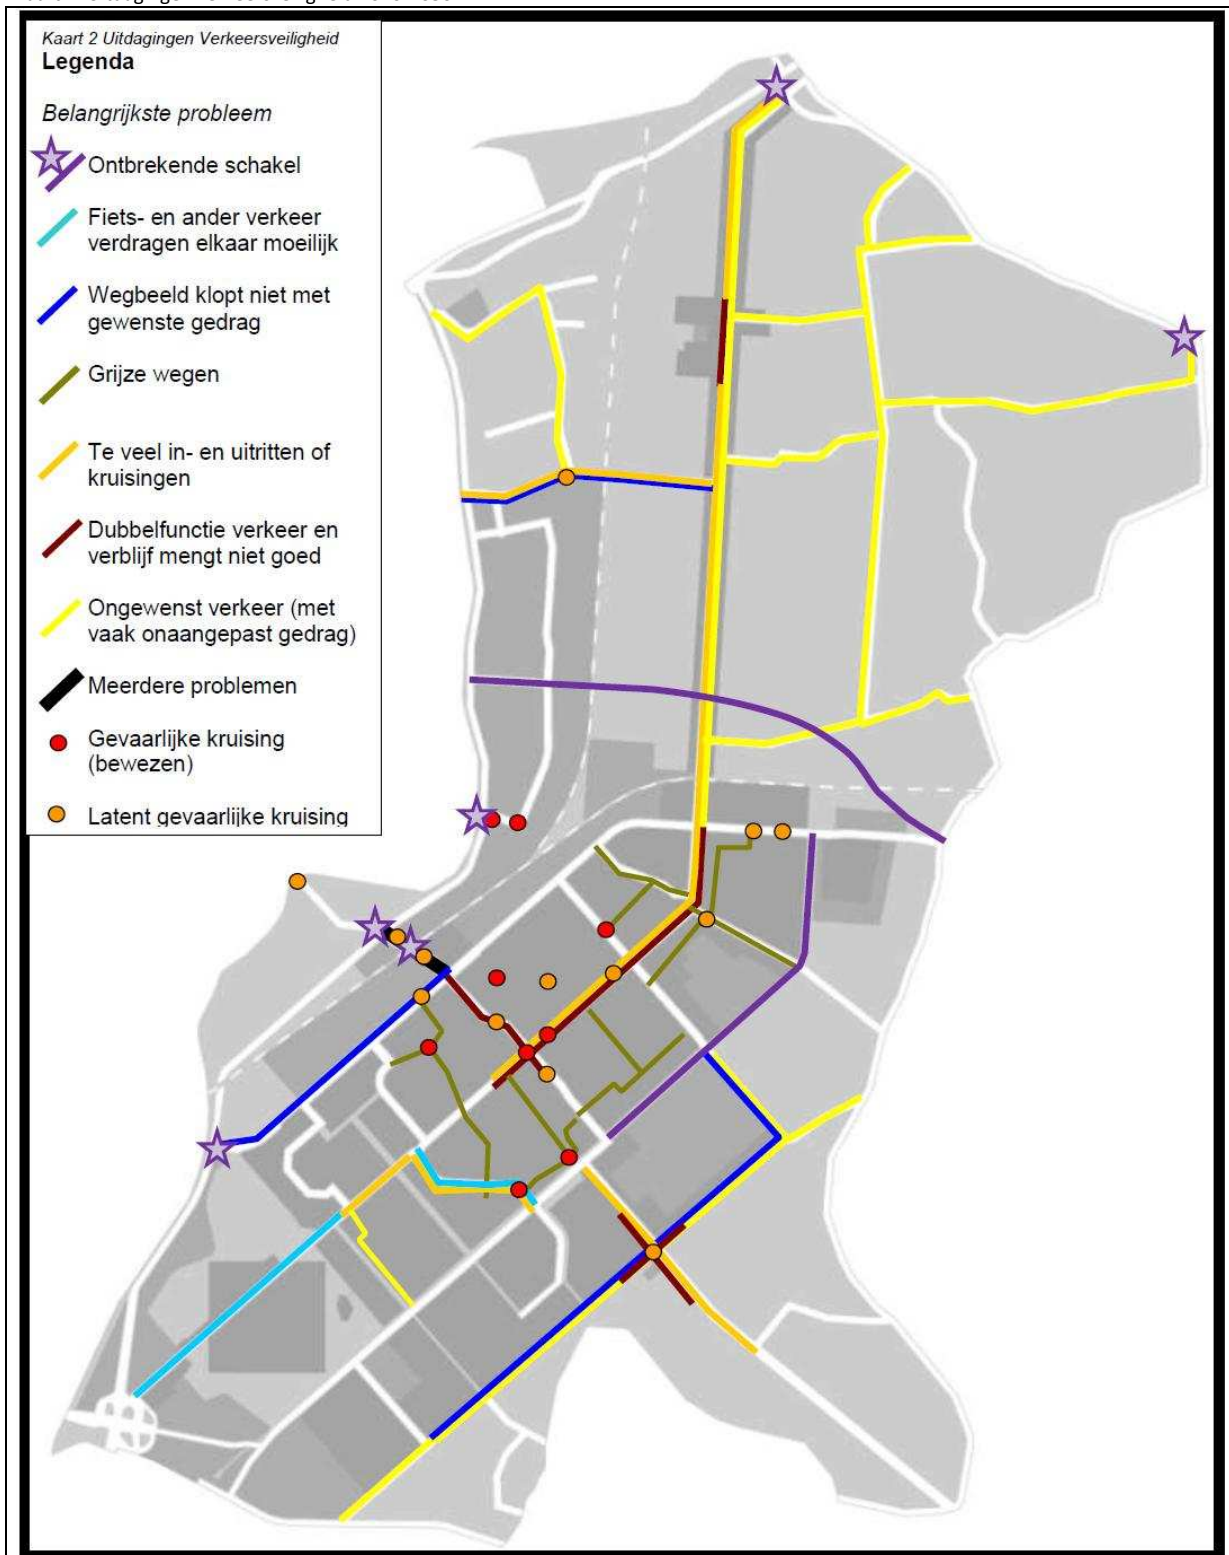 Kaart 2 Uitdagingen Verkeersveiligheid
Legenda
Belangrijkste probleem
Ontbrekende schakel
Fiets- en ander verkeer
verdragen elkaar moeilijk
Wegbeeld klopt niet met
gewenste gedrag
Grijze wegen
Te veel in- en uitritten of
kruisingen
Dubbelfunctie verkeer en
verblijf mengt niet goed
Ongewenst verkeer (met
vaak onaangepast gedrag)
Meerdere problemen
Gevaarlijke kruising
(bewezen)
Latent gevaarlijke kruising